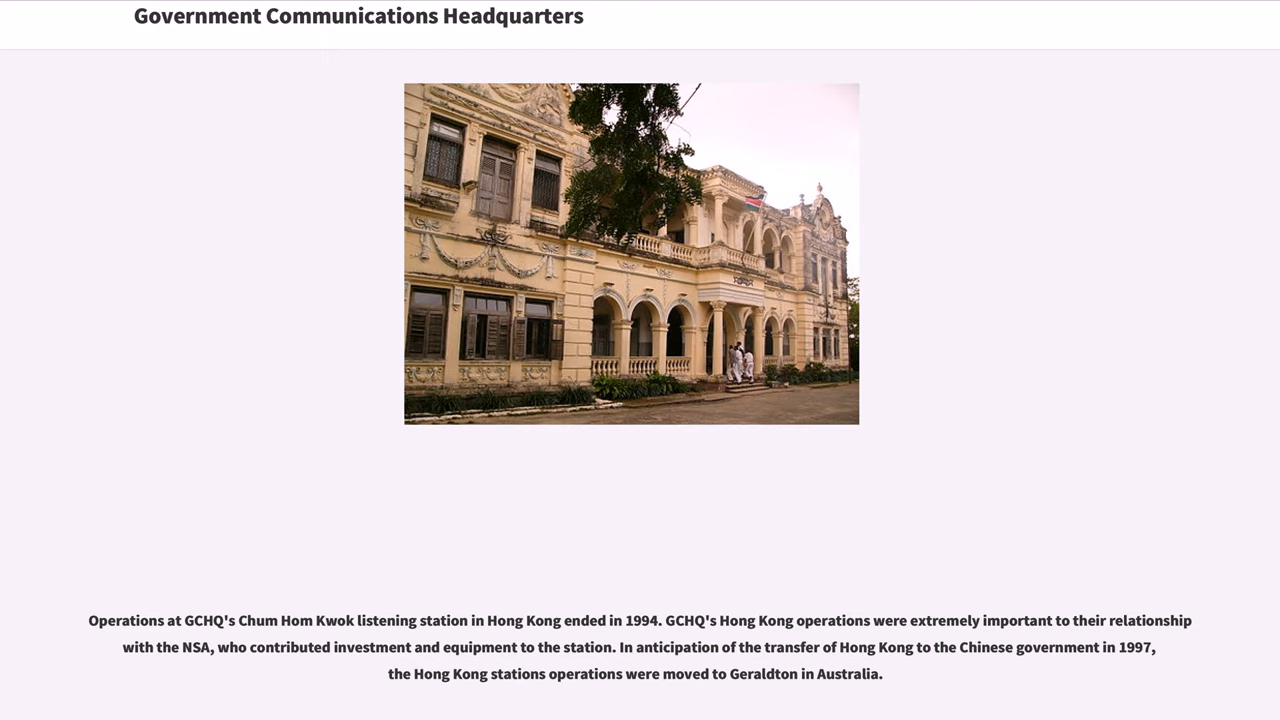 Government Communications Headquarters
Operations at GCHQ's Chum Hom Kwok listening station in Hong Kong ended in 1994. GCHQ's Hong Kong operations were extremely important to their relationship
with the NSA, who contributed investment and equipment to the station. In anticipation of the transfer of Hong Kong to the Chinese government in 1997,
the Hong Kong stations operations were moved to Geraldton in Australia.